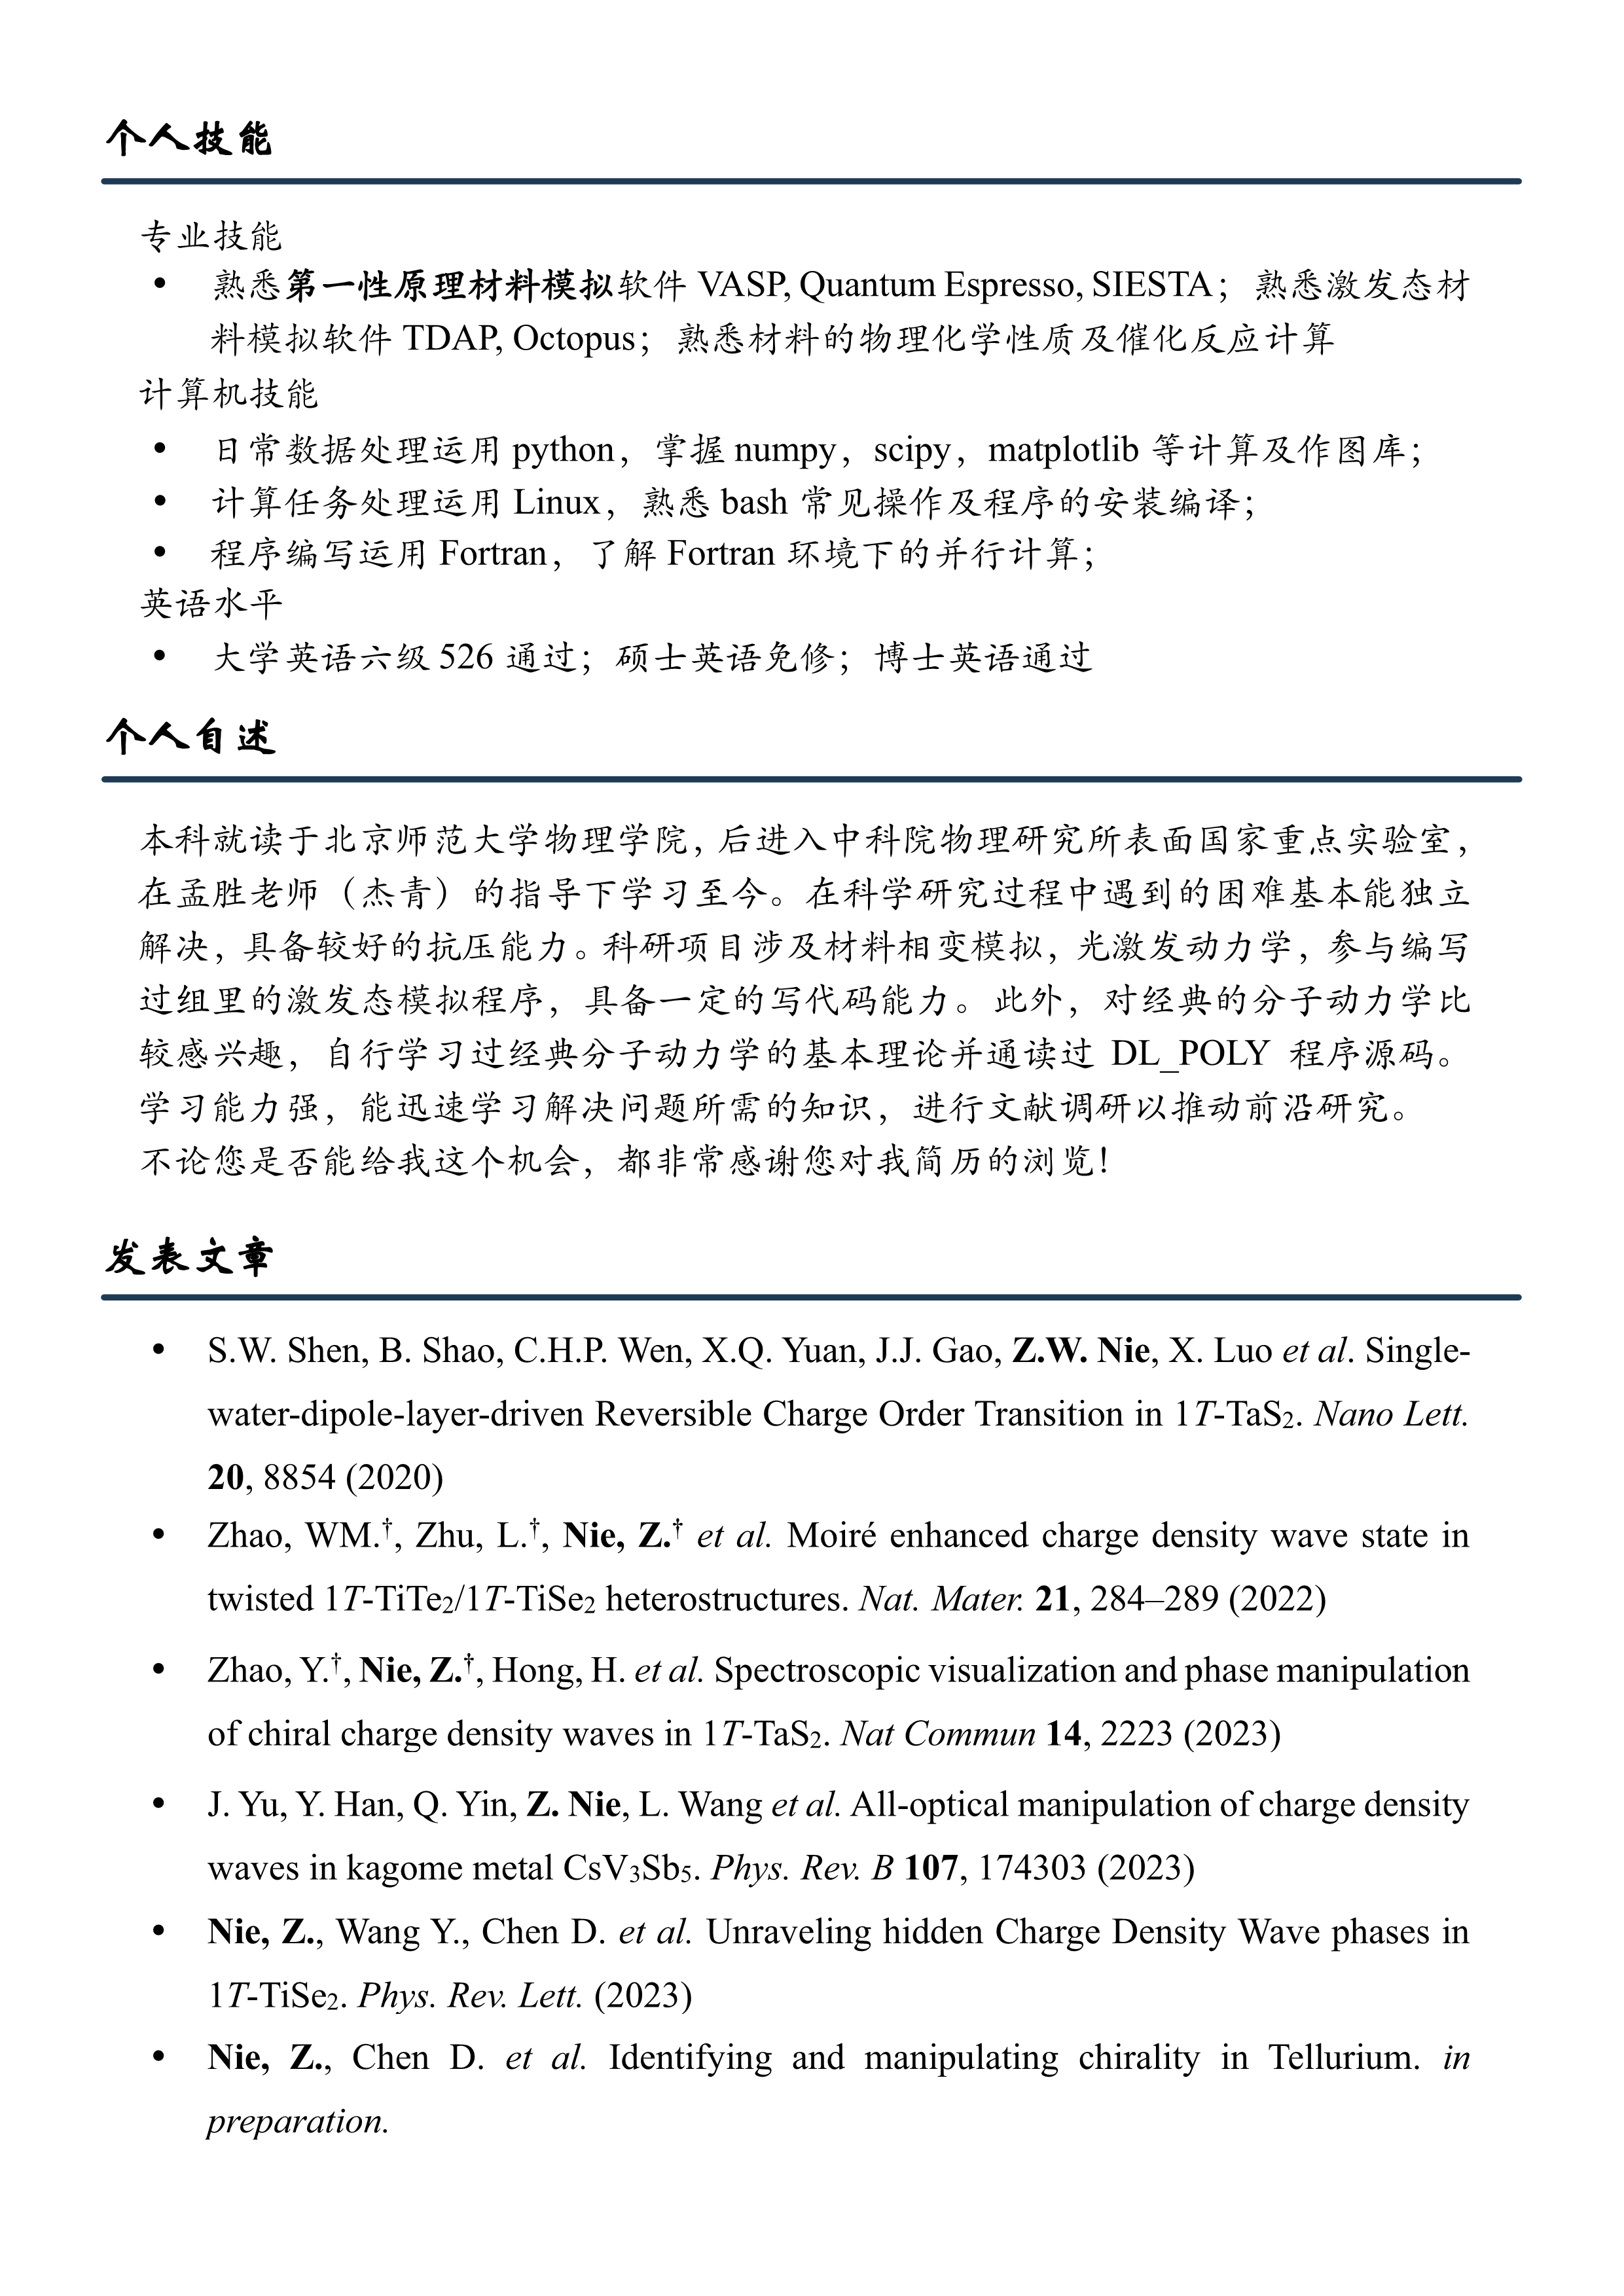 个人技能
专业技能
• 熟悉第一性原理材料模拟软件 VASP, Quantum Espresso, SIESTA；熟悉激发态材
料模拟软件 TDAP, Octopus；熟悉材料的物理化学性质及催化反应计算
计算机技能
• 日常数据处理运用 python，掌握 numpy，scipy，matplotlib 等计算及作图库；
• 计算任务处理运用 Linux，熟悉 bash 常见操作及程序的安装编译；
• 程序编写运用 Fortran，了解 Fortran 环境下的并行计算；
英语水平
• 大学英语六级 526 通过；硕士英语免修；博士英语通过
个人自述
本科就读于北京师范大学物理学院，后进入中科院物理研究所表面国家重点实验室，
在孟胜老师（杰青）的指导下学习至今。在科学研究过程中遇到的困难基本能独立
解决，具备较好的抗压能力。科研项目涉及材料相变模拟，光激发动力学，参与编写
过组里的激发态模拟程序，具备一定的写代码能力。此外，对经典的分子动力学比
较感兴趣，自行学习过经典分子动力学的基本理论并通读过 DL_POLY 程序源码。
学习能力强，能迅速学习解决问题所需的知识，进行文献调研以推动前沿研究。
不论您是否能给我这个机会，都非常感谢您对我简历的浏览！
发表文章
• S.W. Shen, B. Shao, C.H.P. Wen, X.Q. Yuan, J.J. Gao, Z.W. Nie, X. Luo et al. Single-
water-dipole-layer-driven Reversible Charge Order Transition in 1T-TaS₂. Nano Lett.
20, 8854 (2020)
• Zhao, WM.†, Zhu, L.†, Nie, Z.† et al. Moiré enhanced charge density wave state in
twisted 1T-TiTe₂/1T-TiSe₂ heterostructures. Nat. Mater. 21, 284–289 (2022)
• Zhao, Y.†, Nie, Z.†, Hong, H. et al. Spectroscopic visualization and phase manipulation
of chiral charge density waves in 1T-TaS₂. Nat Commun 14, 2223 (2023)
• J. Yu, Y. Han, Q. Yin, Z. Nie, L. Wang et al. All-optical manipulation of charge density
waves in kagome metal CsV₃Sb₅. Phys. Rev. B 107, 174303 (2023)
• Nie, Z., Wang Y., Chen D. et al. Unraveling hidden Charge Density Wave phases in
1T-TiSe₂. Phys. Rev. Lett. (2023)
• Nie, Z., Chen D. et al. Identifying and manipulating chirality in Tellurium. in
preparation.